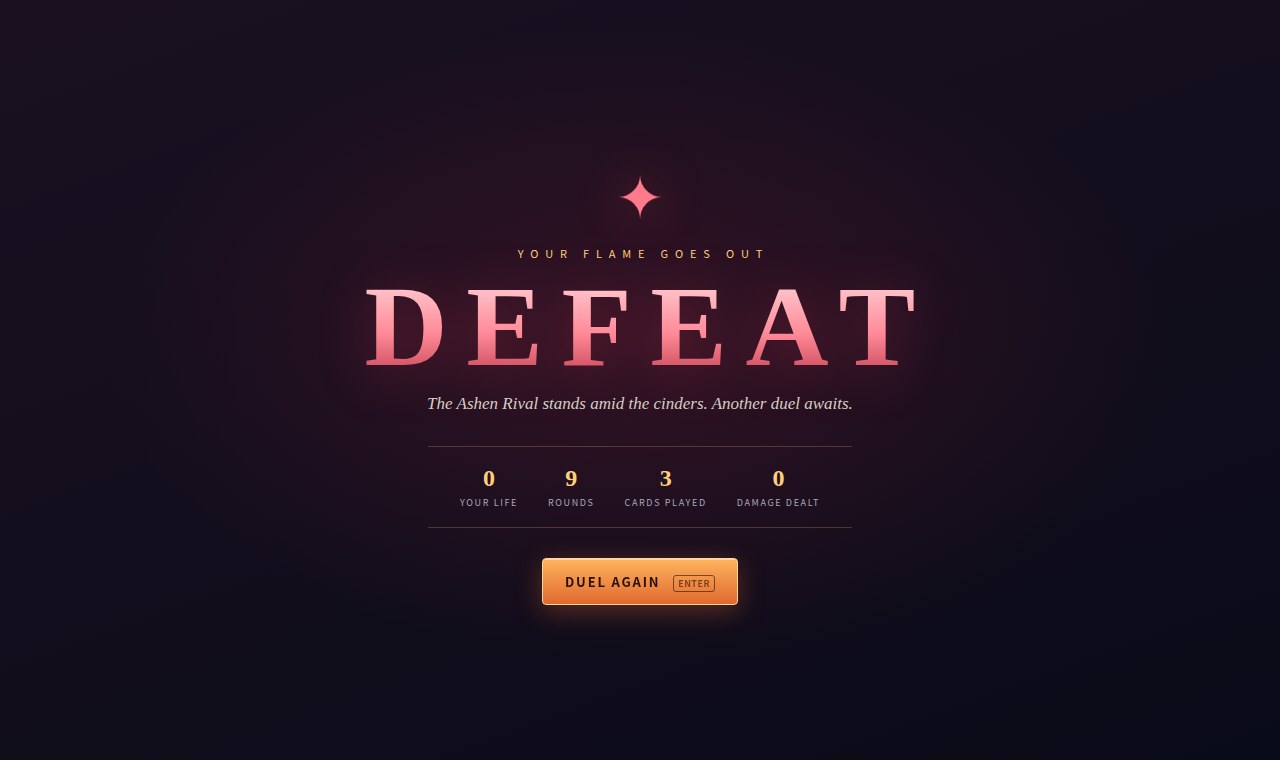 YOUR FLAME GOES OUT
DEFEAT
The Ashen Rival stands amid the cinders. Another duel awaits.
0 9 3 0
YOUR LIFE ROUNDS CARDS PLAYED DAMAGE DEALT
DUEL AGAIN ENTER